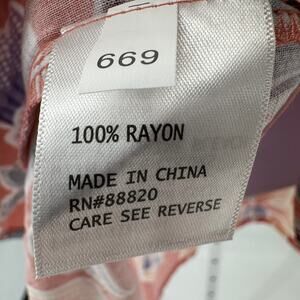 669
100% RAYON
MADE IN CHINA
RN#88820
CARE SEE REVERSE